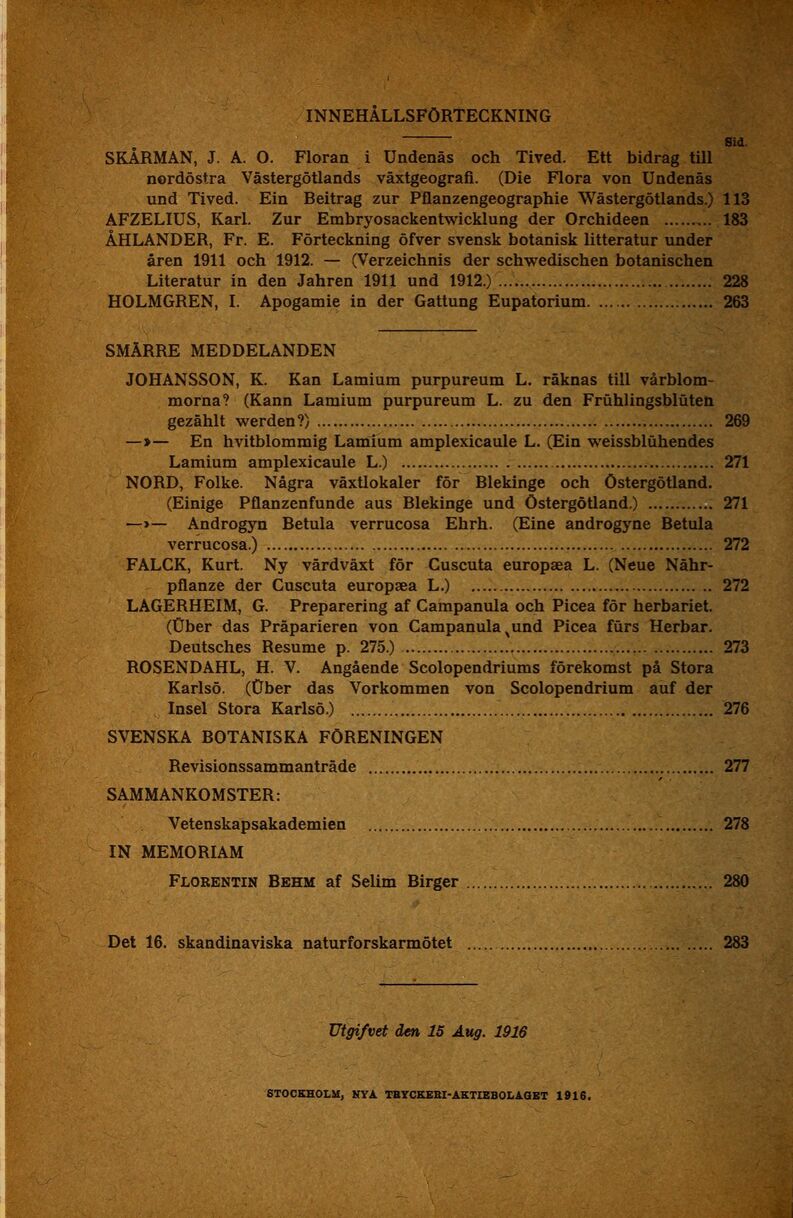 INNEHÅLLSFÖRTECKNING
Sid.
SKÅRMAN, J. A. O. Floran i Undenäs och Tived. Ett bidrag till
nordöstra Västergötlands växtgeografi. (Die Flora von Undenäs
und Tived. Ein Beitrag zur Pflanzengeographie Wästergötlands.) 113
AFZELIUS, Karl. Zur Embryosackentwicklung der Orchideen ......... 183
ÅHLANDER, Fr. E. Förteckning öfver svensk botanisk litteratur under
åren 1911 och 1912. — (Verzeichnis der schwedischen botanischen
Literatur in den Jahren 1911 und 1912.) ......... 228
HOLMGREN, I. Apogamie in der Gattung Eupatorium. ......... 263
SMÄRRE MEDDELANDEN
JOHANSSON, K. Kan Lamium purpureum L. räknas till vårblom-
morna? (Kann Lamium purpureum L. zu den Frühlingsblüten
gezählt werden?) ......... 269
—»— En hvitblommig Lamium amplexicaule L. (Ein weissblühendes
Lamium amplexicaule L.) ......... 271
NORD, Folke. Några växtlokaler för Blekinge och Östergötland.
(Einige Pflanzenfunde aus Blekinge und Östergötland.) ......... 271
—›— Androgyn Betula verrucosa Ehrh. (Eine androgyne Betula
verrucosa.) ......... 272
FALCK, Kurt. Ny värdväxt för Cuscuta europæa L. (Neue Nähr-
pflanze der Cuscuta europæa L.) ......... 272
LAGERHEIM, G. Preparering af Campanula och Picea för herbariet.
(Über das Präparieren von Campanula und Picea fürs Herbar.
Deutsches Resume p. 275.) ......... 273
ROSENDAHL, H. V. Angående Scolopendriums förekomst på Stora
Karlsö. (Über das Vorkommen von Scolopendrium auf der
Insel Stora Karlsö.) ......... 276
SVENSKA BOTANISKA FÖRENINGEN
Revisionssammanträde ......... 277
SAMMANKOMSTER:
Vetenskapsakademien ......... 278
IN MEMORIAM
FLORENTIN BEHM af Selim Birger ......... 280
Det 16. skandinaviska naturforskarmötet ......... 283
Utgifvet den 15 Aug. 1916
STOCKHOLM, NYA TRYCKERI-AKTIEBOLAGET 1916.